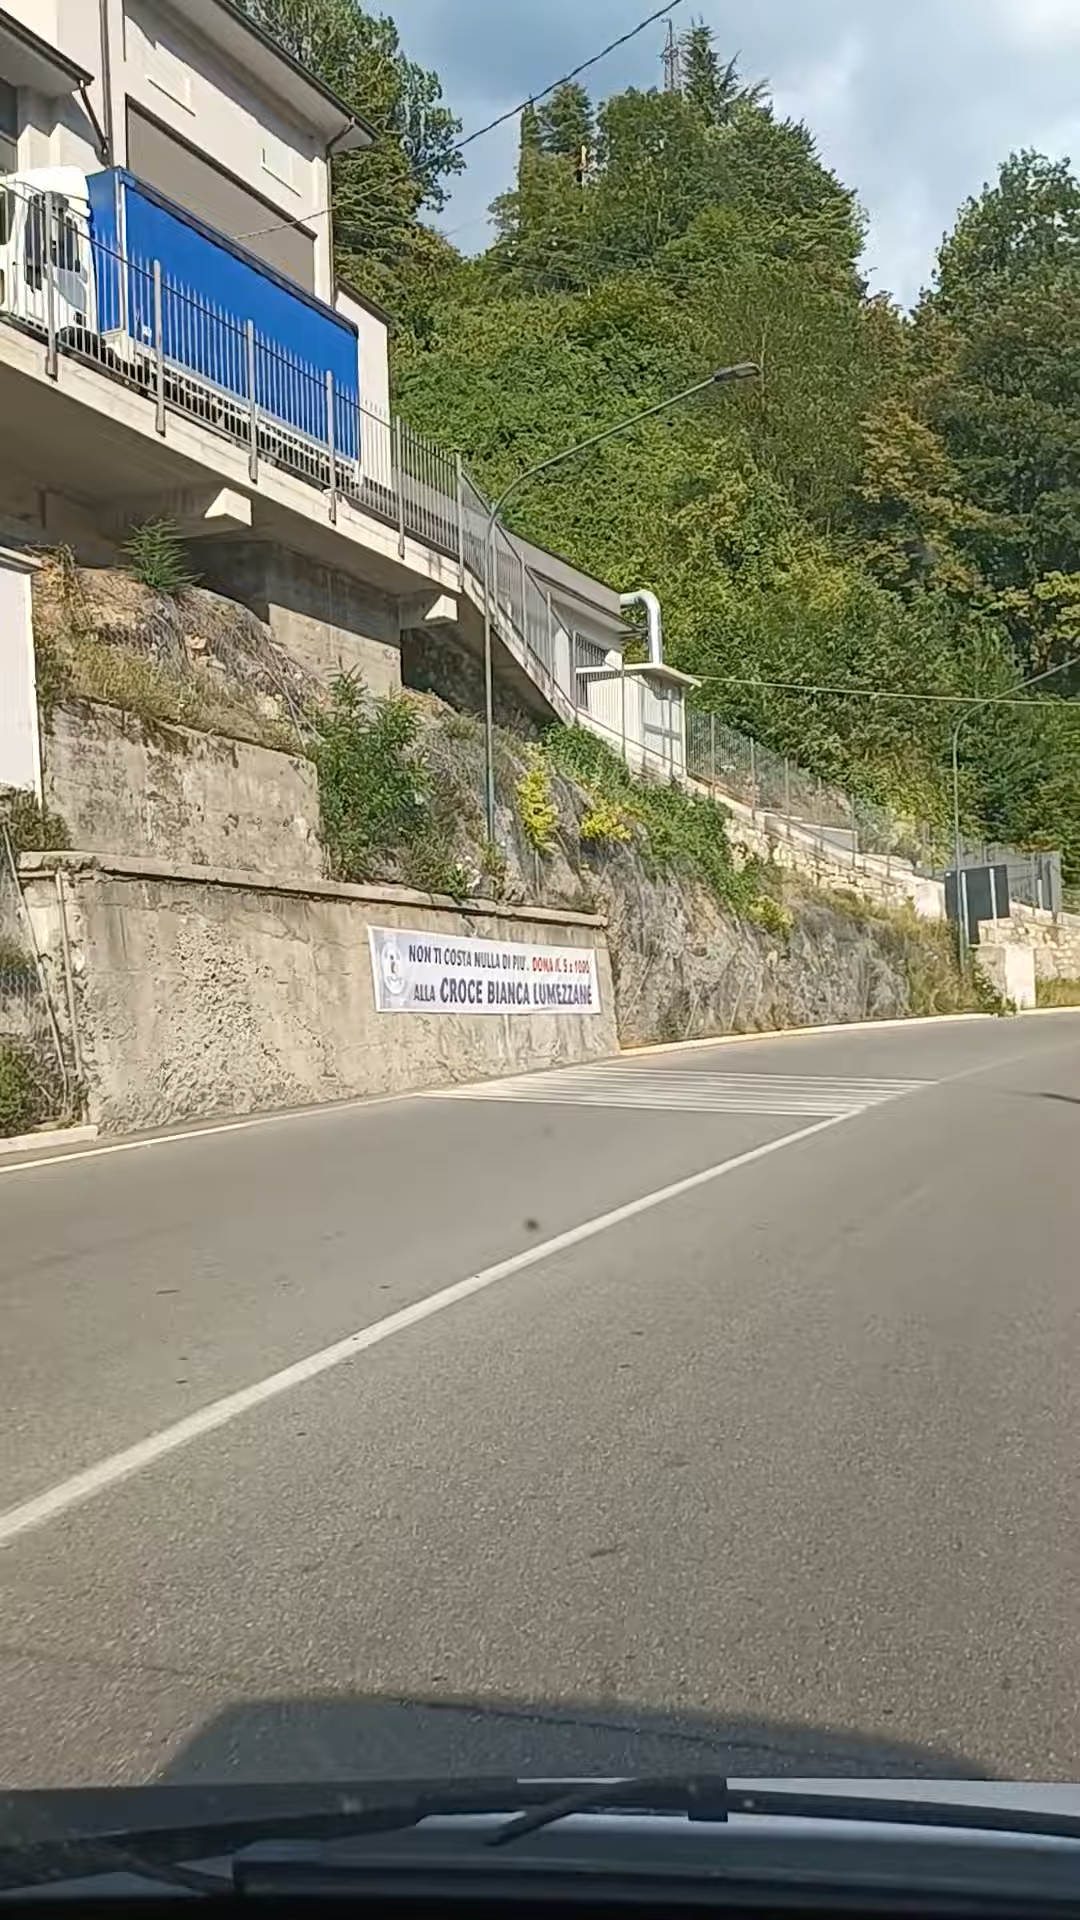 NON TI COSTA NULLA DI PIU'. DONA IL 5 x 1000
ALLA CROCE BIANCA LUMEZZANE